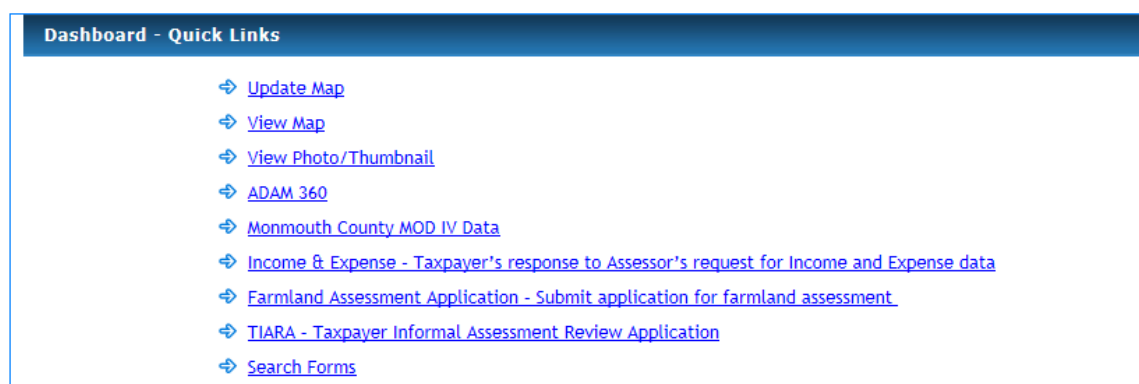 Dashboard - Quick Links
Update Map
View Map
View Photo/Thumbnail
ADAM 360
Monmouth County MOD IV Data
Income & Expense - Taxpayer's response to Assessor's request for Income and Expense data
Farmland Assessment Application - Submit application for farmland assessment
TIARA - Taxpayer Informal Assessment Review Application
Search Forms